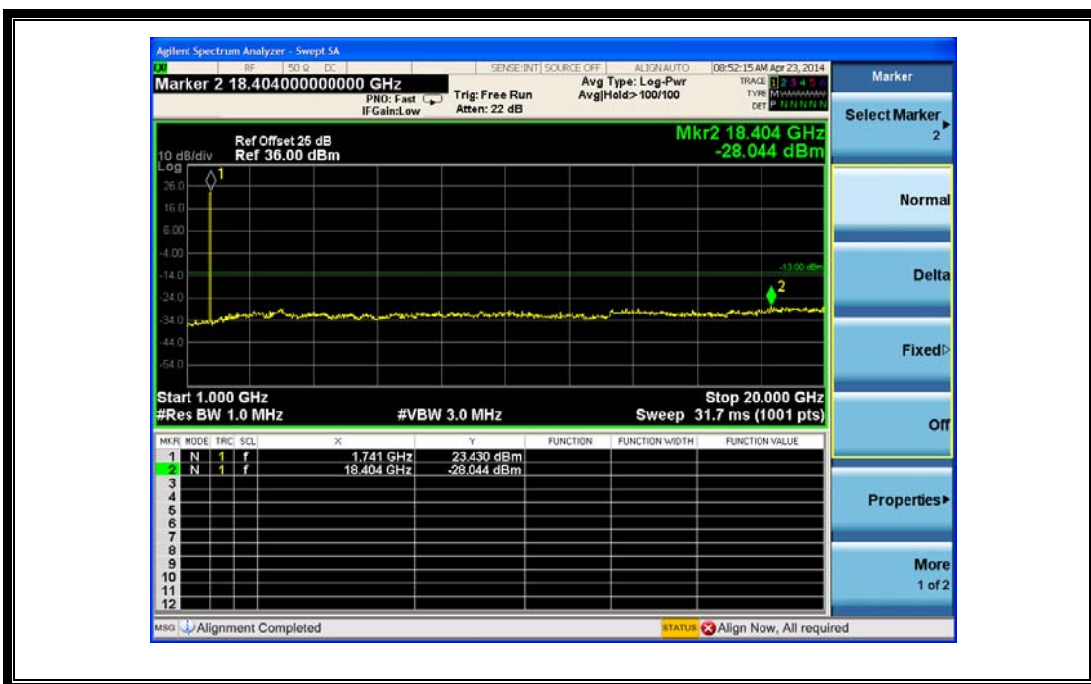 Agilent Spectrum Analyzer - Swept SA
RF 50 Ω DC SENSE:INT SOURCE OFF ALIGN AUTO 08:52:15 AM Apr 23, 2014
Marker 2 18.404000000000 GHz
PNO: Fast
IFGain:Low
Trig: Free Run
Atten: 22 dB
Avg Type: Log-Pwr
Avg|Hold:> 100/100
TRACE 1 2 3 4 5 6
TYPE M
DET P N N N N N
Marker
Select Marker
2
Normal
Delta
Fixed
Off
Properties
More
1 of 2
Ref Offset 25 dB
Mkr2 18.404 GHz
10 dB/div Ref 36.00 dBm -28.044 dBm
Log
1
26.0
16.0
6.00
-4.00
-13.00 dBm
-14.0
2
-24.0
-34.0
-44.0
-54.0
Start 1.000 GHz Stop 20.000 GHz
#Res BW 1.0 MHz #VBW 3.0 MHz Sweep 31.7 ms (1001 pts)
MKR MODE TRC SCL X Y FUNCTION FUNCTION WIDTH FUNCTION VALUE
1 N 1 f 1.741 GHz 23.430 dBm
2 N 1 f 18.404 GHz -28.044 dBm
3
4
5
6
7
8
9
10
11
12
MSG Alignment Completed STATUS Align Now, All required